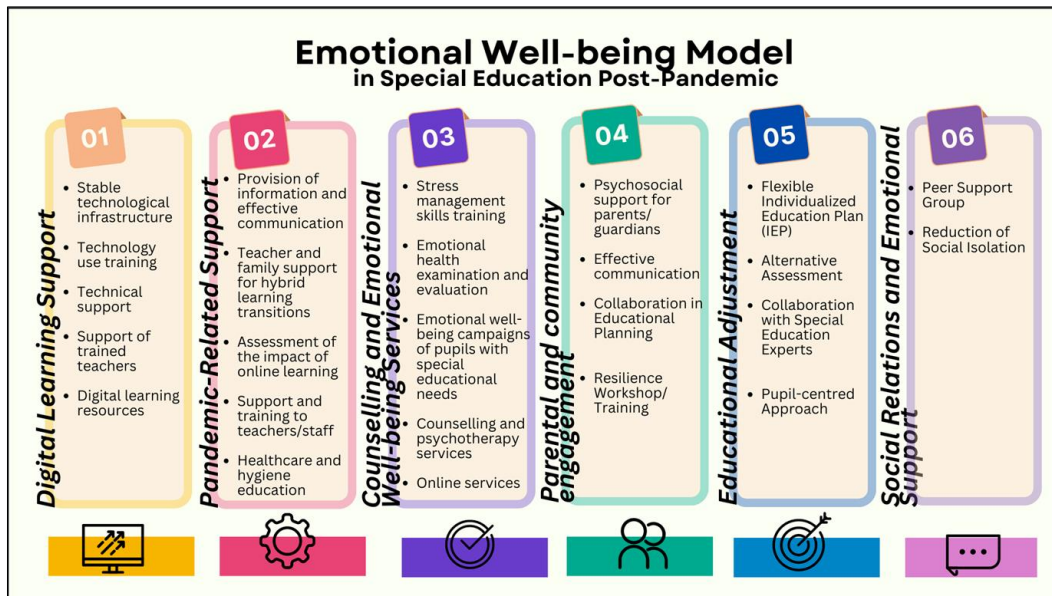 Emotional Well-being Model
in Special Education Post-Pandemic
01
Digital Learning Support
• Stable
technological
infrastructure
• Technology
use training
• Technical
support
• Support of
trained
teachers
• Digital learning
resources
02
Pandemic-Related Support
• Provision of
information and
effective
communication
• Teacher and
family support
for hybrid
learning
transitions
• Assessment of
the impact of
online learning
• Support and
training to
teachers/staff
• Healthcare and
hygiene
education
03
Counselling and Emotional
Well-being Services
• Stress
management
skills training
• Emotional
health
examination and
evaluation
• Emotional well-
being campaigns
of pupils with
special
educational
needs
• Counselling and
psychotherapy
services
• Online services
04
Parental and community
engagement
• Psychosocial
support for
parents/
guardians
• Effective
communication
• Collaboration in
Educational
Planning
• Resilience
Workshop/
Training
05
Educational Adjustment
• Flexible
Individualized
Education Plan
(IEP)
• Alternative
Assessment
• Collaboration
with Special
Education
Experts
• Pupil-centred
Approach
06
Social Relations and Emotional
Support
• Peer Support
Group
• Reduction of
Social Isolation